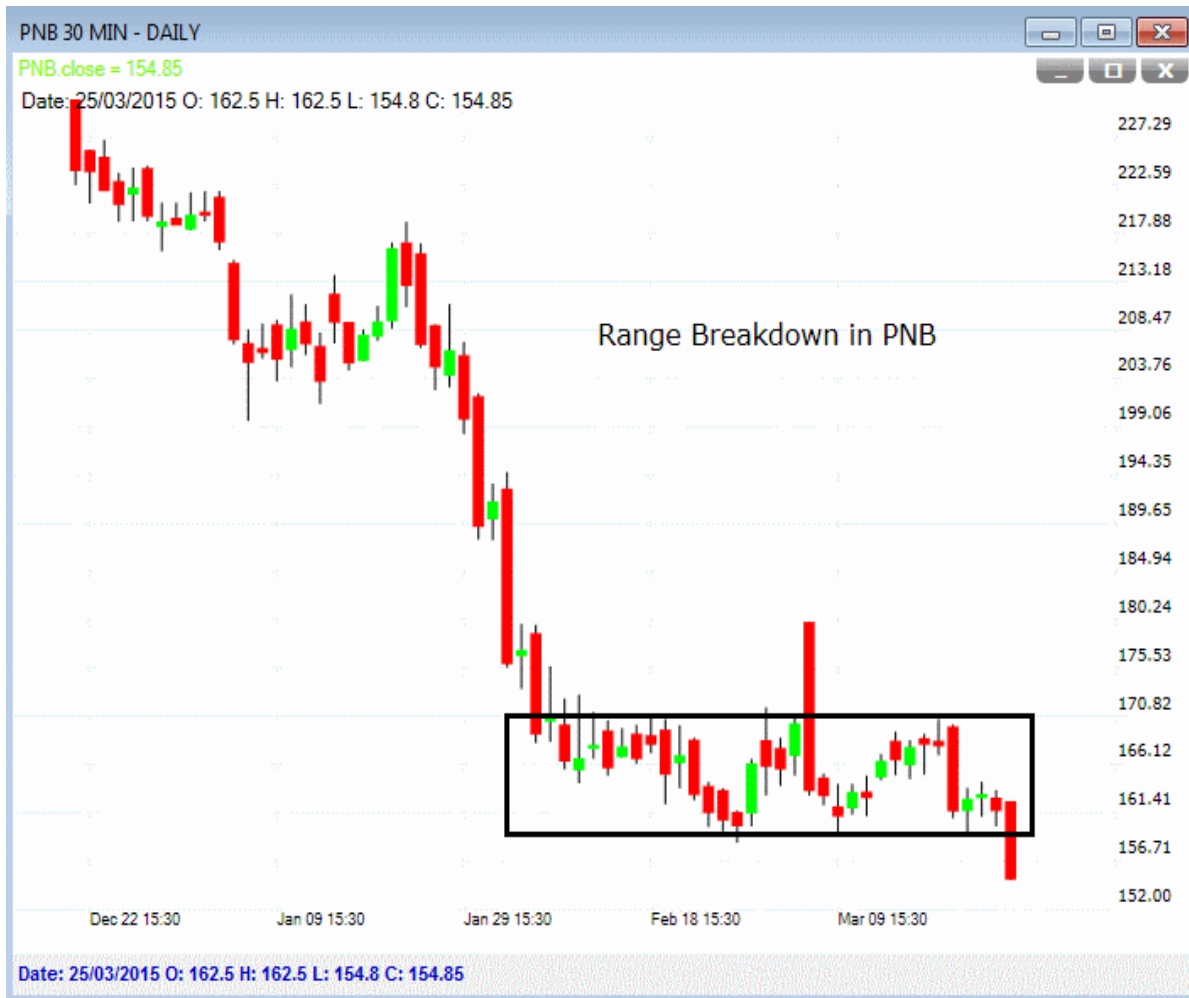 PNB 30 MIN - DAILY
PNB.close = 154.85
Date: 25/03/2015 O: 162.5 H: 162.5 L: 154.8 C: 154.85
227.29
222.59
217.88
213.18
208.47
Range Breakdown in PNB
203.76
199.06
194.35
189.65
184.94
180.24
175.53
170.82
166.12
161.41
156.71
152.00
Dec 22 15:30 Jan 09 15:30 Jan 29 15:30 Feb 18 15:30 Mar 09 15:30
Date: 25/03/2015 O: 162.5 H: 162.5 L: 154.8 C: 154.85